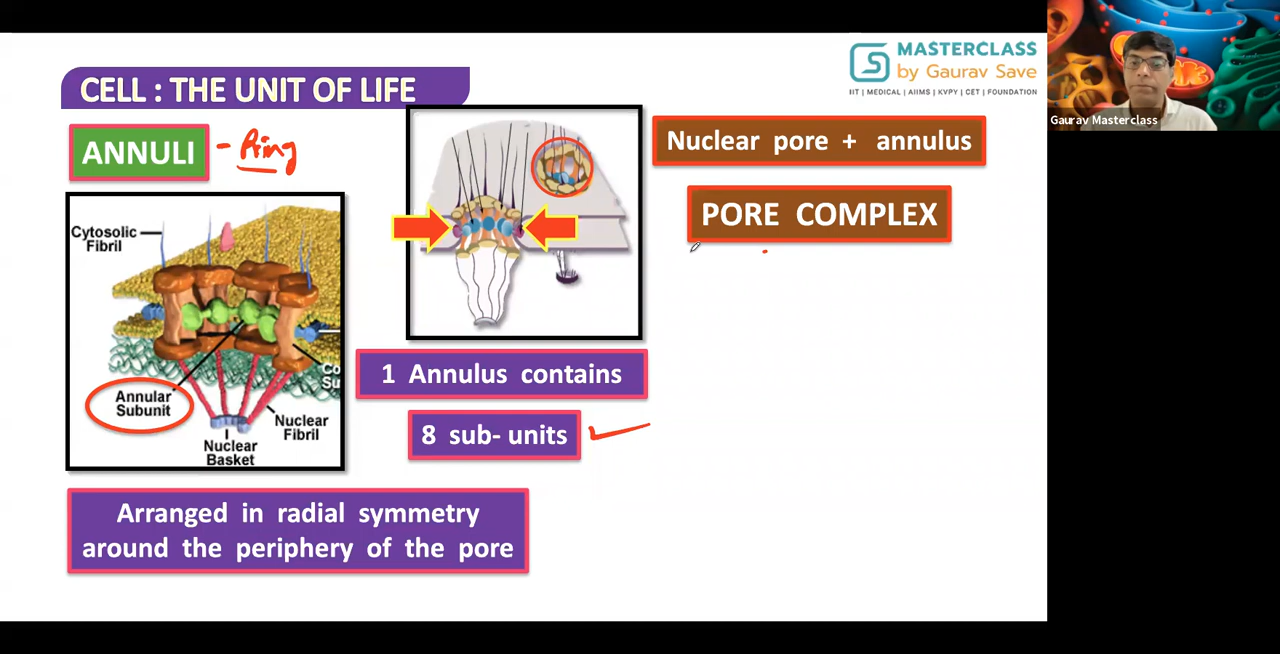 MASTERCLASS
by Gaurav Save
IIT | MEDICAL | AIIMS | KVPY | CET | FOUNDATION
Gaurav Masterclass
CELL : THE UNIT OF LIFE
ANNULI
- Ring
Nuclear pore + annulus
PORE COMPLEX
Cytosolic
Fibril
Co
Su
Annular
Subunit
Nuclear
Fibril
Nuclear
Basket
1 Annulus contains
8 sub- units
Arranged in radial symmetry
around the periphery of the pore